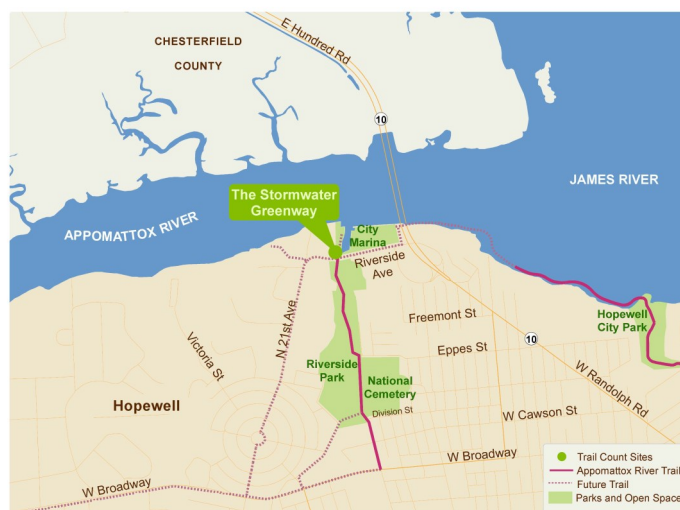 E Hundred Rd
CHESTERFIELD
COUNTY
10
JAMES RIVER
The Stormwater
Greenway
APPOMATTOX RIVER
City
Marina
Riverside
Ave
N 21st Ave
Freemont St
Hopewell
City Park
Victoria St
10
Eppes St
Riverside
Park
National
Cemetery
W Randolph Rd
Hopewell
Division St
W Cawson St
W Broadway
W Broadway
Trail Count Sites
Appomattox River Trail
Future Trail
Parks and Open Space